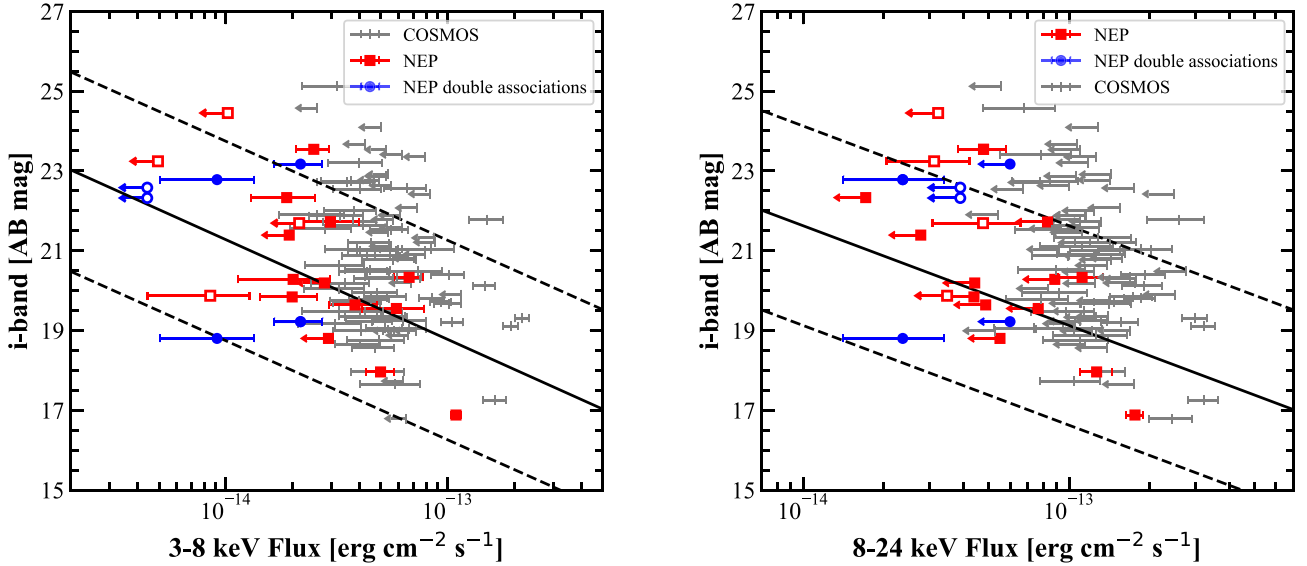 27
25
23
21
19
17
15
i-band [AB mag]
COSMOS
NEP
NEP double associations
10⁻¹⁴
10⁻¹³
3-8 keV Flux [erg cm⁻² s⁻¹]
27
25
23
21
19
17
15
i-band [AB mag]
NEP
NEP double associations
COSMOS
10⁻¹⁴
10⁻¹³
8-24 keV Flux [erg cm⁻² s⁻¹]